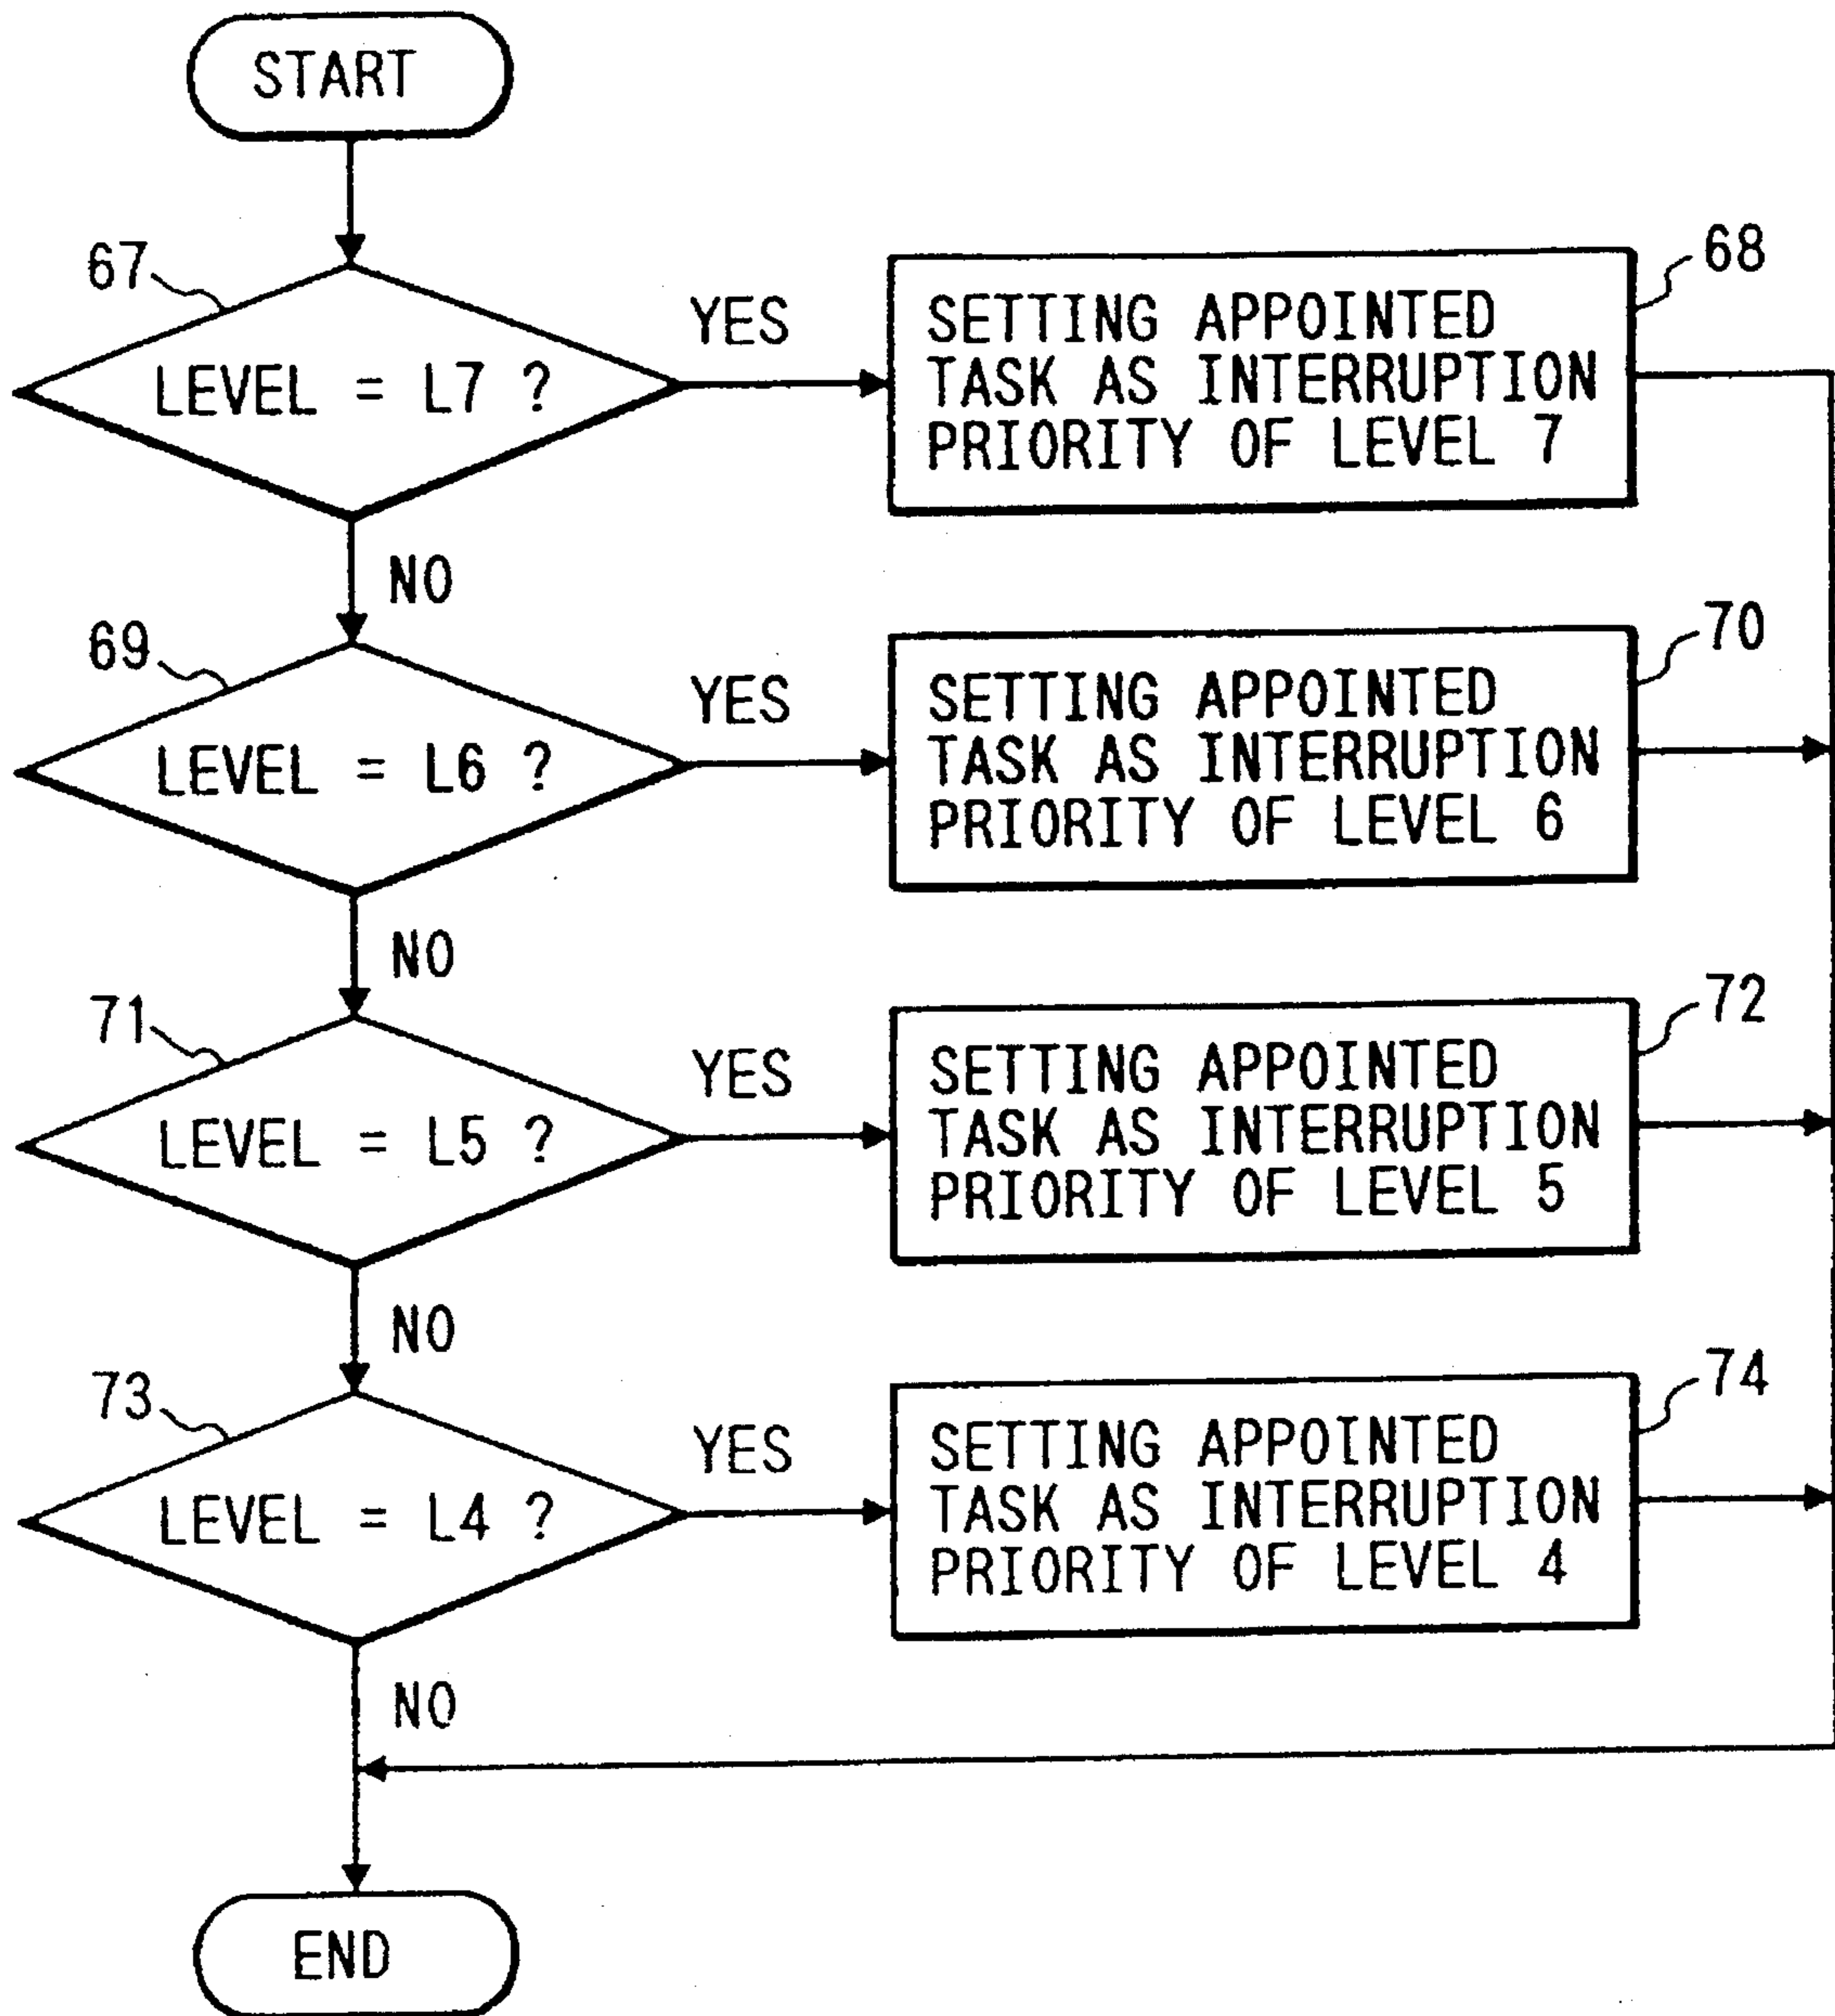 START
67
LEVEL = L7 ?
YES
68
SETTING APPOINTED
TASK AS INTERRUPTION
PRIORITY OF LEVEL 7
NO
69
LEVEL = L6 ?
YES
70
SETTING APPOINTED
TASK AS INTERRUPTION
PRIORITY OF LEVEL 6
NO
71
LEVEL = L5 ?
YES
72
SETTING APPOINTED
TASK AS INTERRUPTION
PRIORITY OF LEVEL 5
NO
73
LEVEL = L4 ?
YES
74
SETTING APPOINTED
TASK AS INTERRUPTION
PRIORITY OF LEVEL 4
NO
END